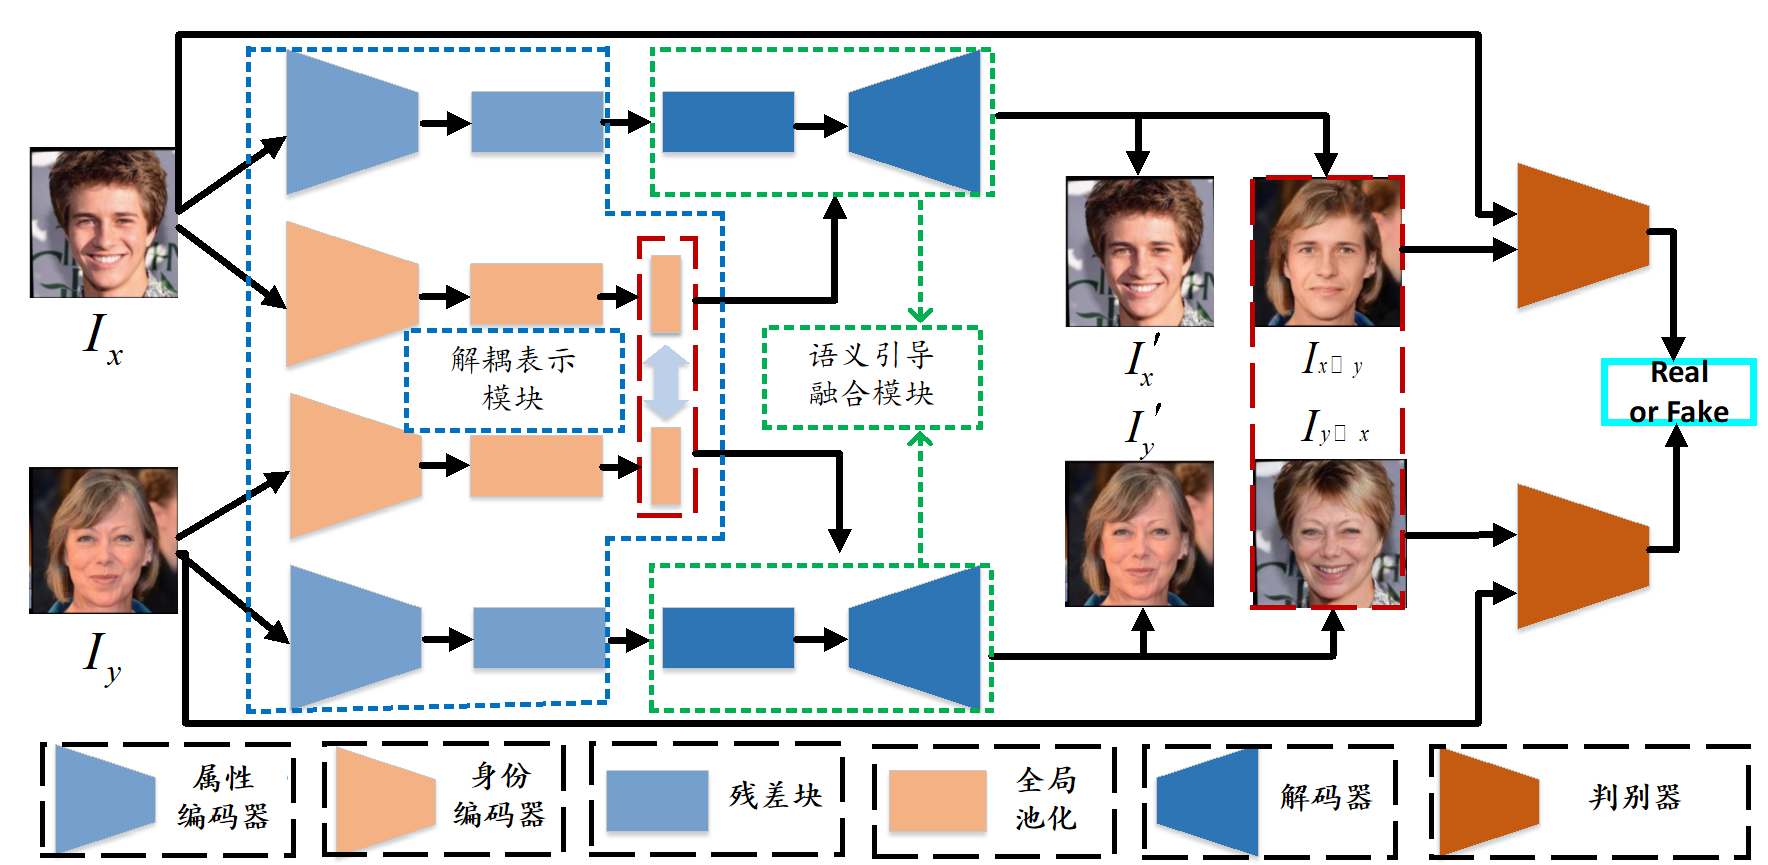 I_x
I_y
解耦表示
模块
语义引导
融合模块
I'_x
I'_y
I_x□ y
I_y□ x
Real
or Fake
属性
编码器
身份
编码器
残差块
全局
池化
解码器
判别器